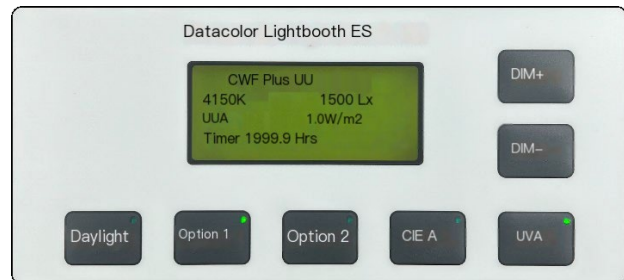 Datacolor Lightbooth ES
CWF Plus UU
4150K 1500 Lx
UUA 1.0W/m2
Timer 1999.9 Hrs
DIM+
DIM-
Daylight
Option 1
Option 2
CIE A
UVA